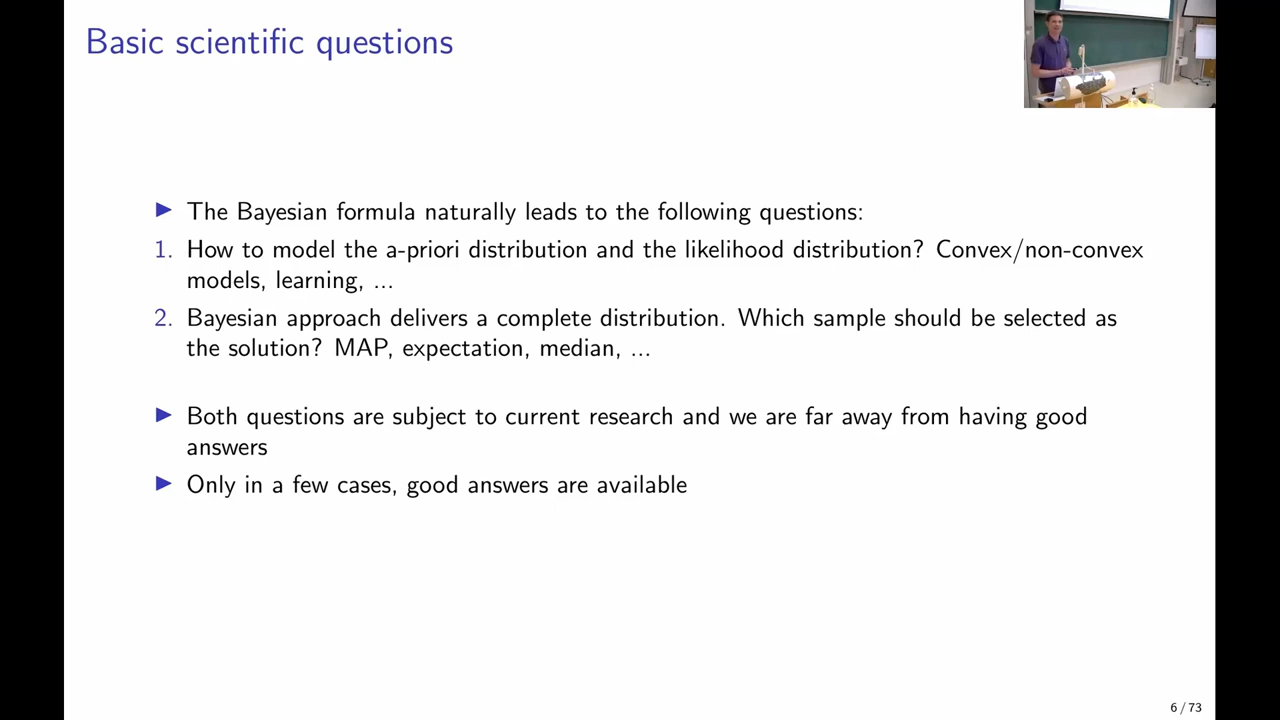 Basic scientific questions
▶ The Bayesian formula naturally leads to the following questions:
1. How to model the a-priori distribution and the likelihood distribution? Convex/non-convex
models, learning, ...
2. Bayesian approach delivers a complete distribution. Which sample should be selected as
the solution? MAP, expectation, median, ...
▶ Both questions are subject to current research and we are far away from having good
answers
▶ Only in a few cases, good answers are available
6 / 73